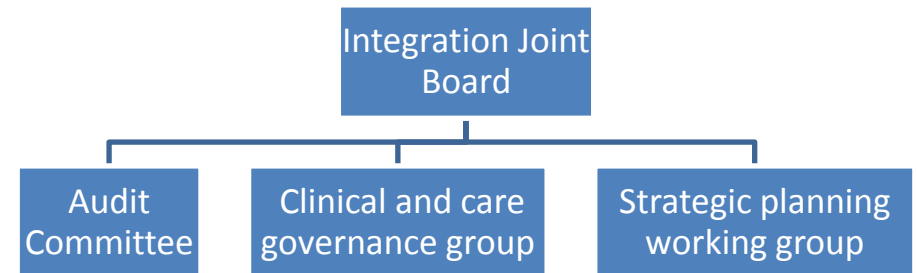 Integration Joint
Board
Audit
Committee
Clinical and care
governance group
Strategic planning
working group